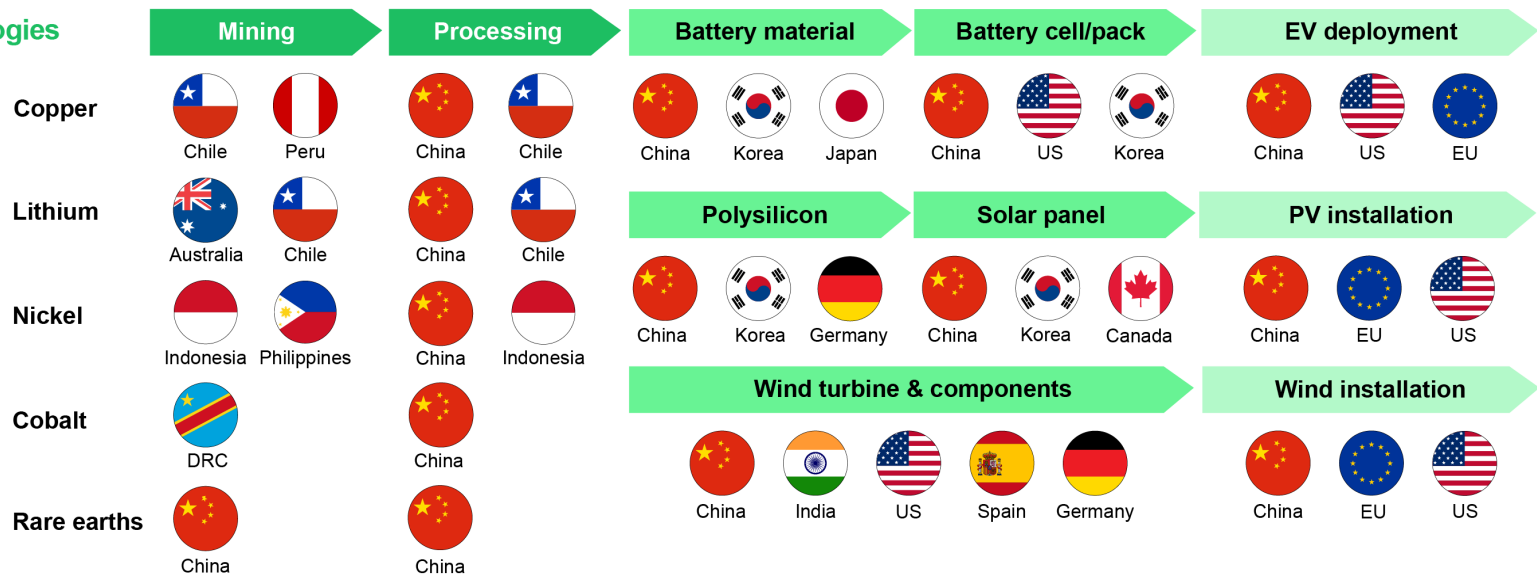 ogies
Mining Processing Battery material Battery cell/pack EV deployment
Copper
Chile Peru China Chile China Korea Japan China US Korea China US EU
Lithium
Polysilicon Solar panel PV installation
Australia Chile China Chile
Nickel
China Korea Germany China Korea Canada China EU US
Indonesia Philippines China Indonesia
Wind turbine & components Wind installation
Cobalt
DRC China
China India US Spain Germany China EU US
Rare earths
China China